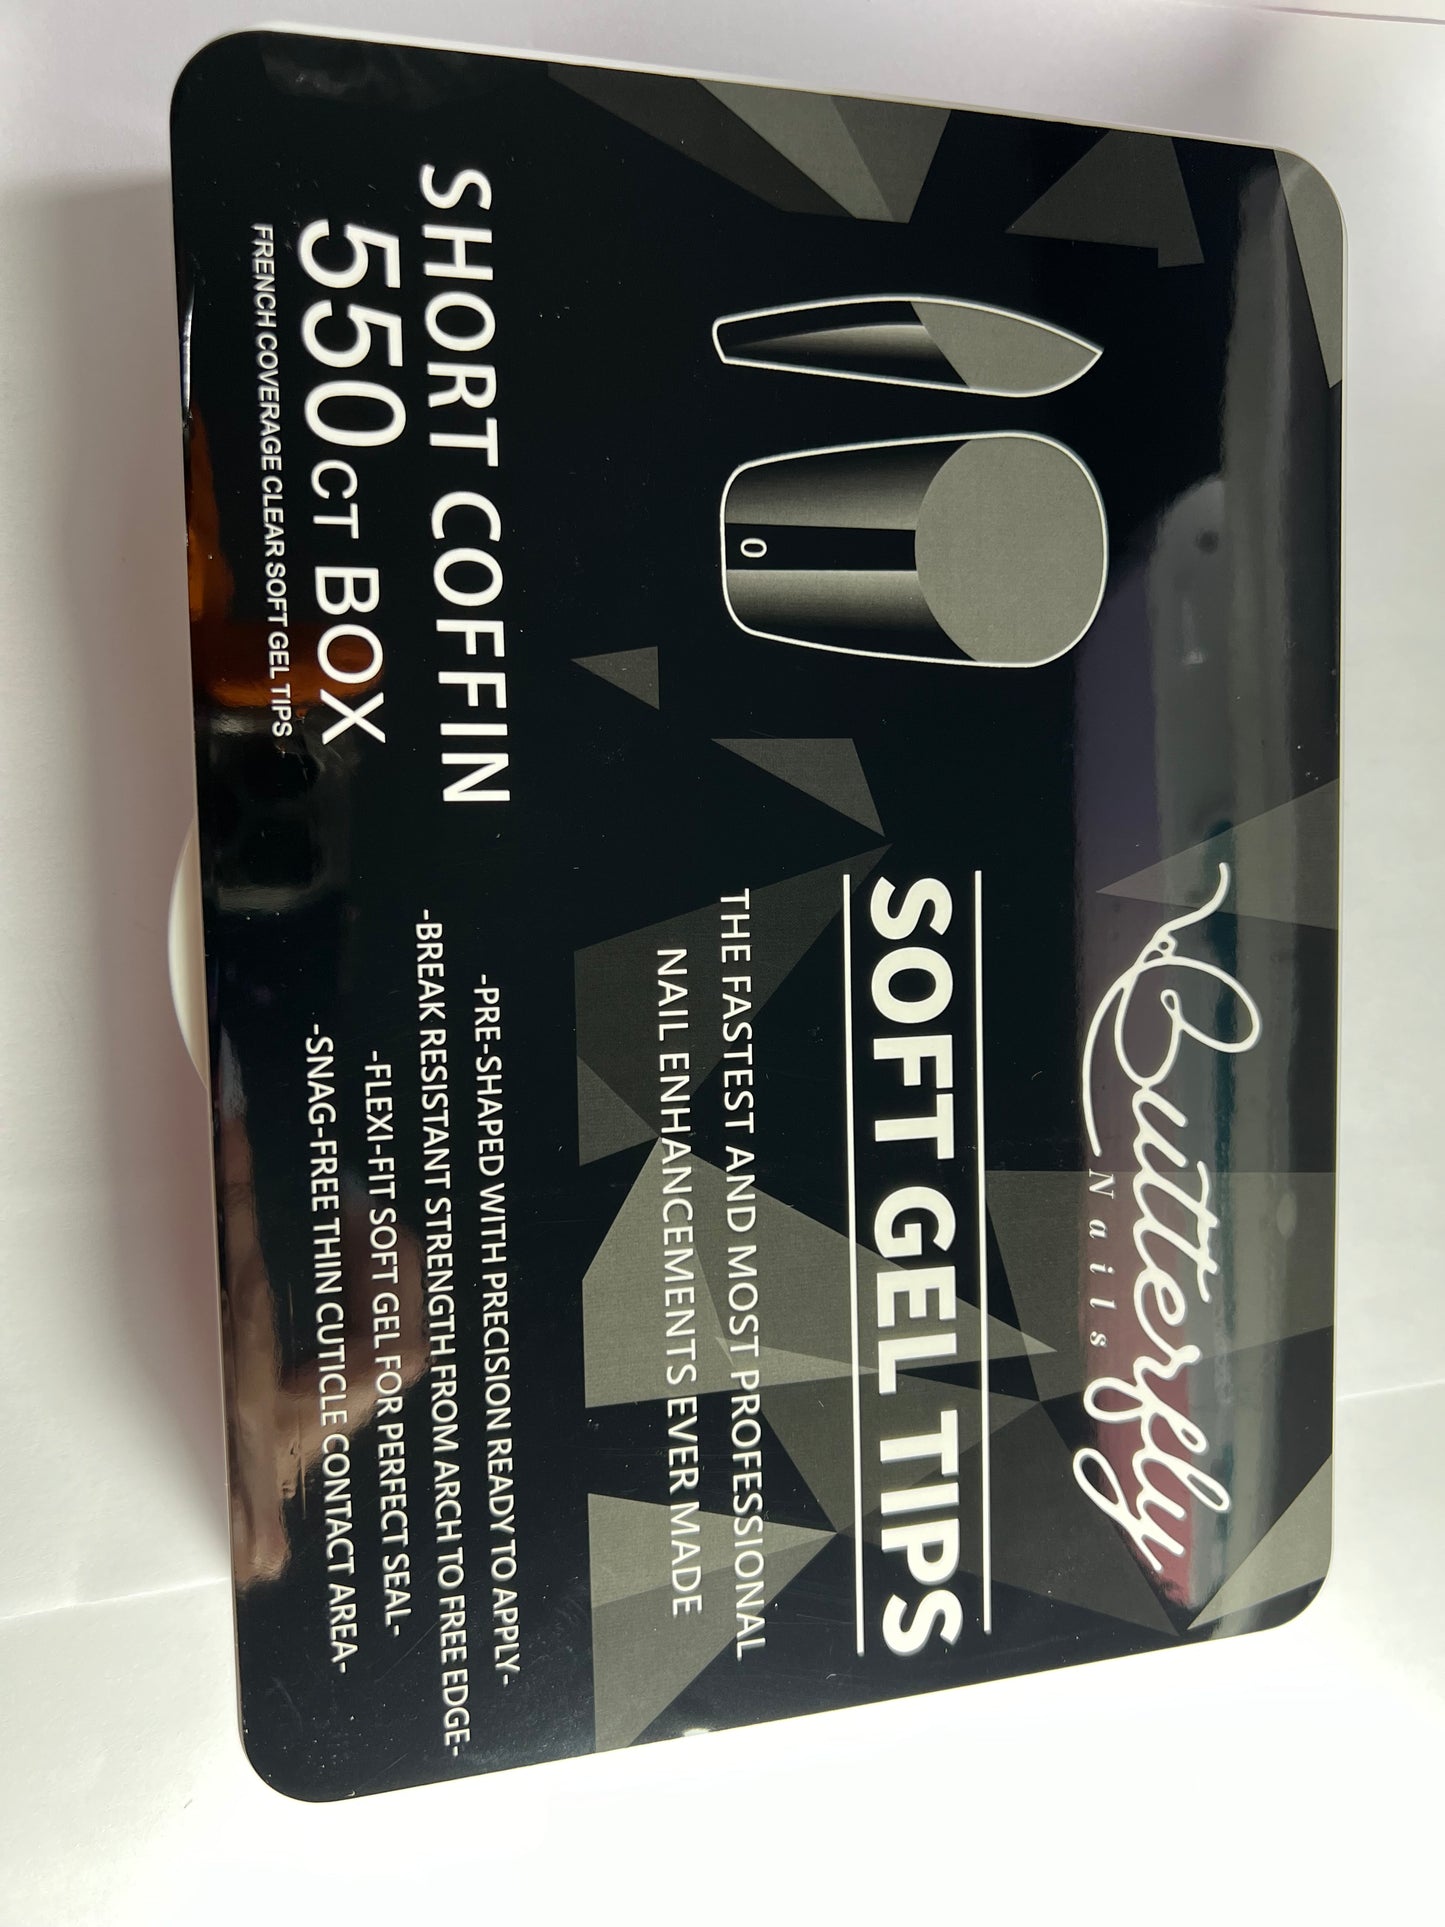 Butterfly
Nails
SOFT GEL TIPS
THE FASTEST AND MOST PROFESSIONAL
NAIL ENHANCEMENTS EVER MADE
0
SHORT COFFIN
550CT BOX
FRENCH COVERAGE CLEAR SOFT GEL TIPS
-PRE-SHAPED WITH PRECISION READY TO APPLY-
-BREAK RESISTANT STRENGTH FROM ARCH TO FREE EDGE-
-FLEXI-FIT SOFT GEL FOR PERFECT SEAL-
-SNAG-FREE THIN CUTICLE CONTACT AREA-